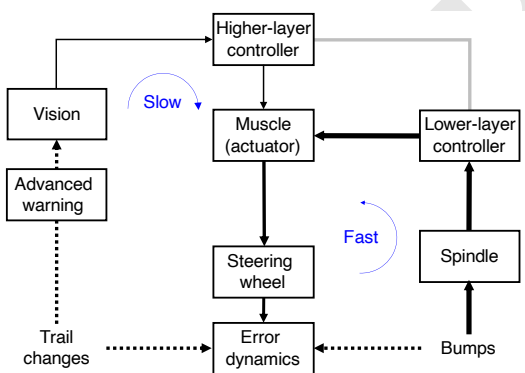 Higher-layer
controller
Slow
Vision
Muscle
(actuator)
Lower-layer
controller
Advanced
warning
Fast
Steering
wheel
Spindle
Trail
changes
Error
dynamics
Bumps